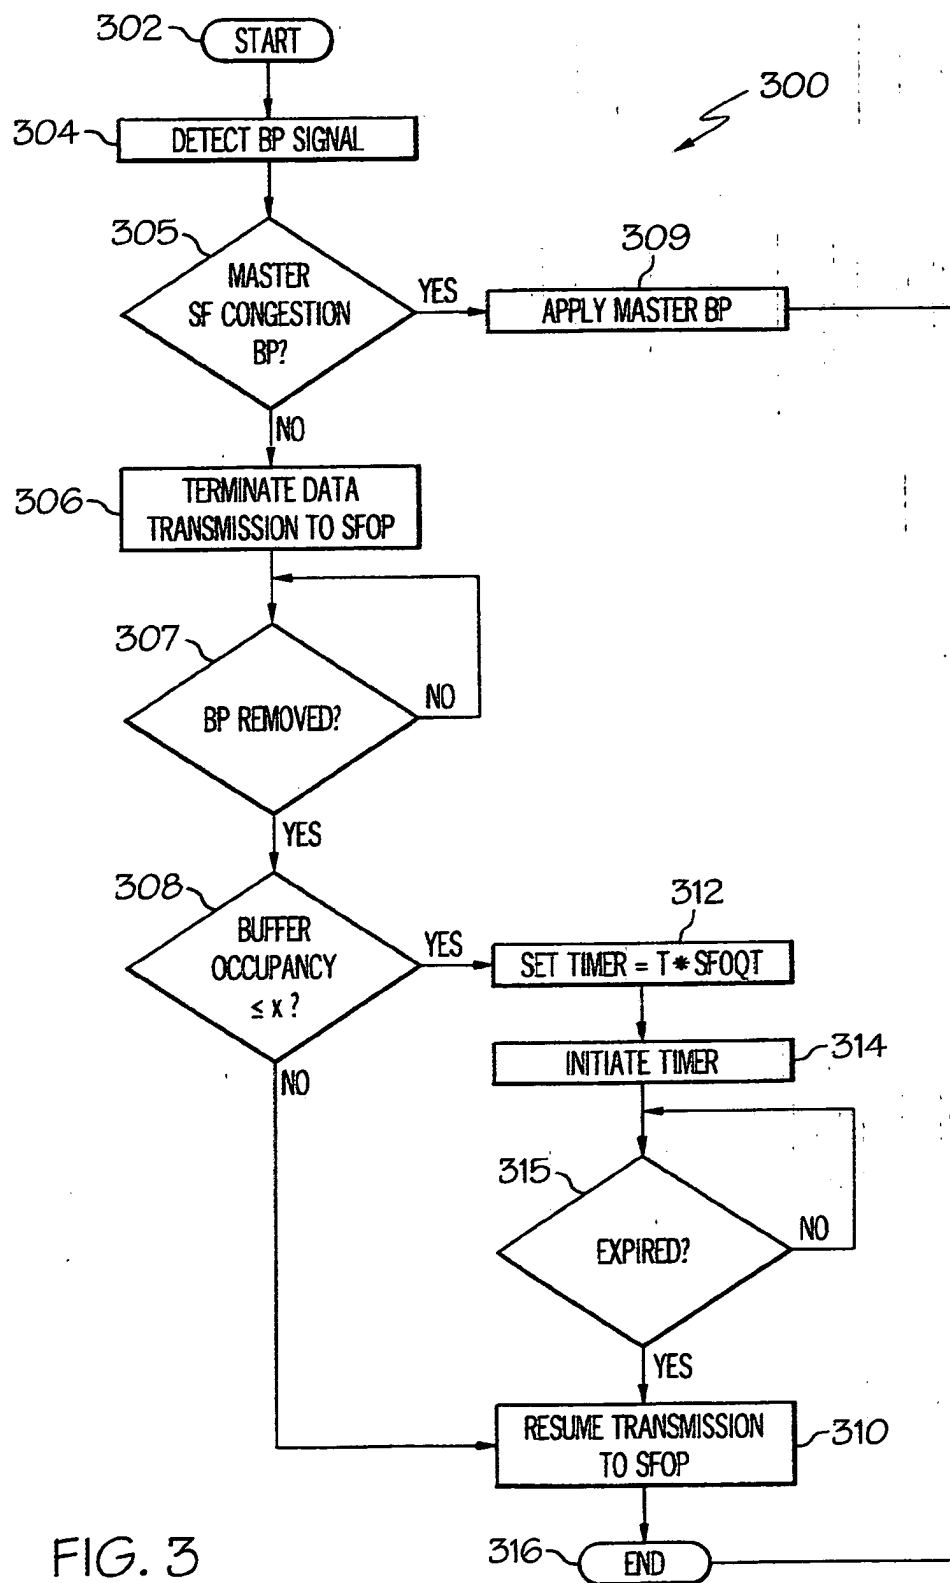 302
START
300
304
DETECT BP SIGNAL
305
MASTER
SF CONGESTION
BP?
YES
309
APPLY MASTER BP
NO
306
TERMINATE DATA
TRANSMISSION TO SFOP
307
BP REMOVED?
NO
YES
308
BUFFER
OCCUPANCY
≤ x ?
YES
312
SET TIMER = T * SFOQT
INITIATE TIMER
314
NO
315
EXPIRED?
NO
YES
RESUME TRANSMISSION
TO SFOP
310
FIG. 3
316
END